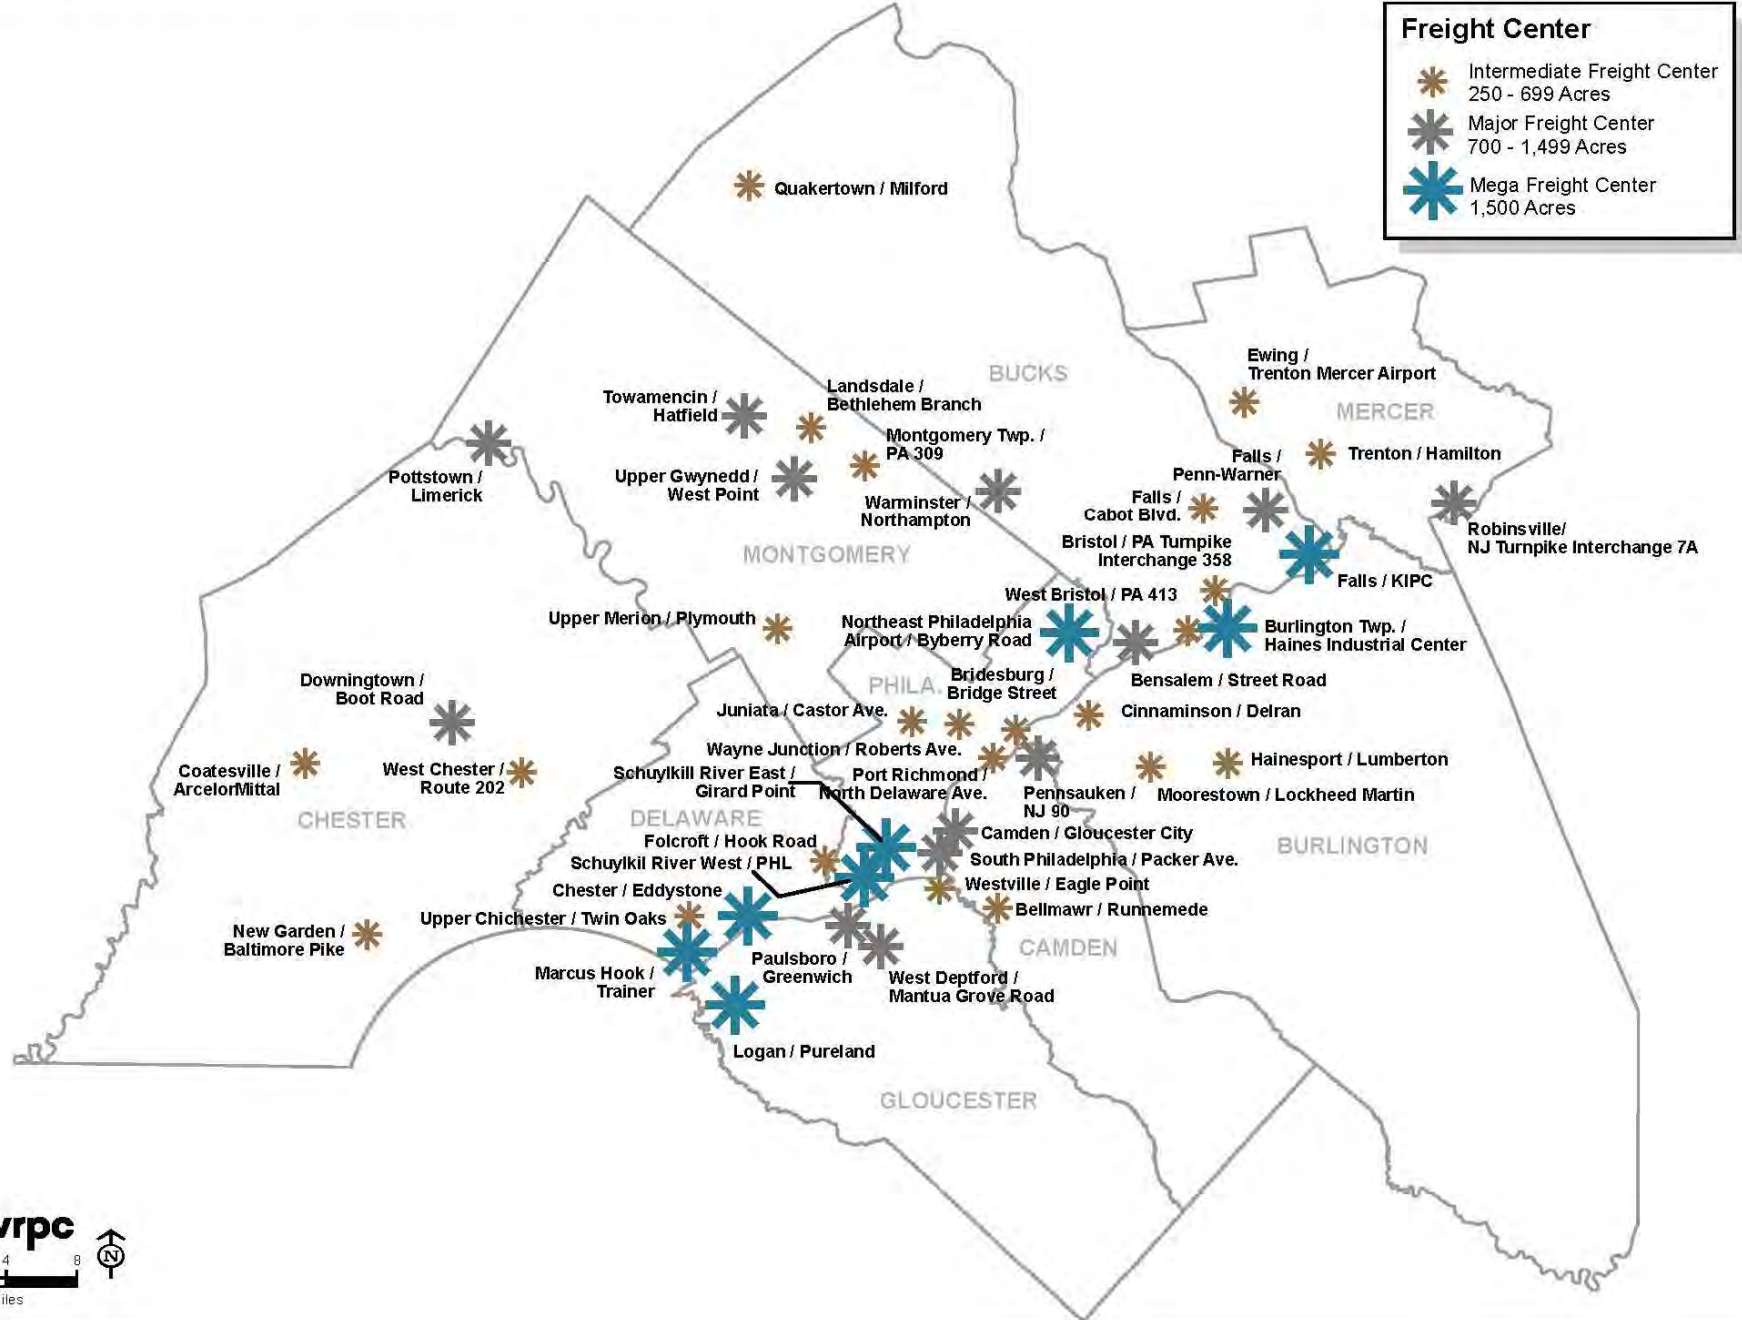 Freight Center
Intermediate Freight Center
250 - 699 Acres
Major Freight Center
700 - 1,499 Acres
Mega Freight Center
1,500 Acres
Quakertown / Milford
BUCKS
Ewing /
Trenton Mercer Airport
MERCER
Towamencin /
Hatfield
Landsdale /
Bethlehem Branch
Montgomery Twp. /
PA 309
Trenton / Hamilton
Falls /
Penn-Warner
Pottstown /
Limerick
Upper Gwynedd /
West Point
Warminster /
Northampton
Falls /
Cabot Blvd.
Robinsville/
NJ Turnpike Interchange 7A
MONTGOMERY
Bristol / PA Turnpike
Interchange 358
Falls / KIPC
West Bristol / PA 413
Upper Merion / Plymouth
Northeast Philadelphia
Airport / Byberry Road
Burlington Twp. /
Haines Industrial Center
Downingtown /
Boot Road
PHILA.
Bridesburg /
Bridge Street
Bensalem / Street Road
Juniata / Castor Ave.
Cinnaminson / Delran
Wayne Junction / Roberts Ave.
Hainesport / Lumberton
Coatesville /
ArcelorMittal
West Chester /
Route 202
Schuylkill River East /
Girard Point
Port Richmond /
North Delaware Ave.
Pennsauken /
NJ 90
Moorestown / Lockheed Martin
CHESTER
DELAWARE
Camden / Gloucester City
BURLINGTON
Folcroft / Hook Road
South Philadelphia / Packer Ave.
Schuylkil River West / PHL
Westville / Eagle Point
Chester / Eddystone
Bellmawr / Runnemede
Upper Chichester / Twin Oaks
New Garden /
Baltimore Pike
CAMDEN
Marcus Hook /
Trainer
Paulsboro /
Greenwich
West Deptford /
Mantua Grove Road
Logan / Pureland
GLOUCESTER
vrpc
4 8
iles
N